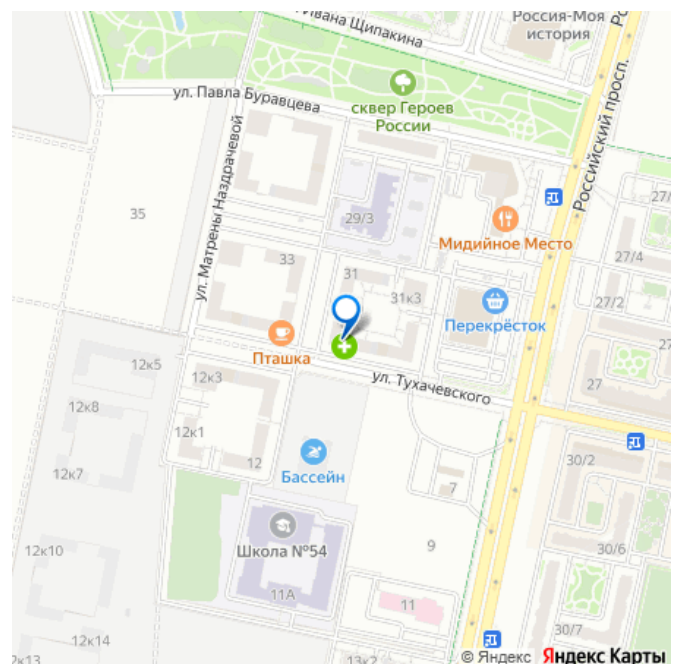 Ивана Щипакина
Россия-Моя
история
ул. Павла Буравцева
сквер Героев
России
Российский просп.
ул. Матрены Наздрачевой
35
29/3
27/4
Мидийное Место
33
31
31к3
Перекрёсток
27/2
Пташка
12к5
12к3
ул. Тухачевского
27
12к8
12к1
12
Бассейн
30/2
12к7
7
Школа №54
9
12к10
30/6
11А
11
12к14
30/7
12к13
13к2
© Яндекс Яндекс Карты